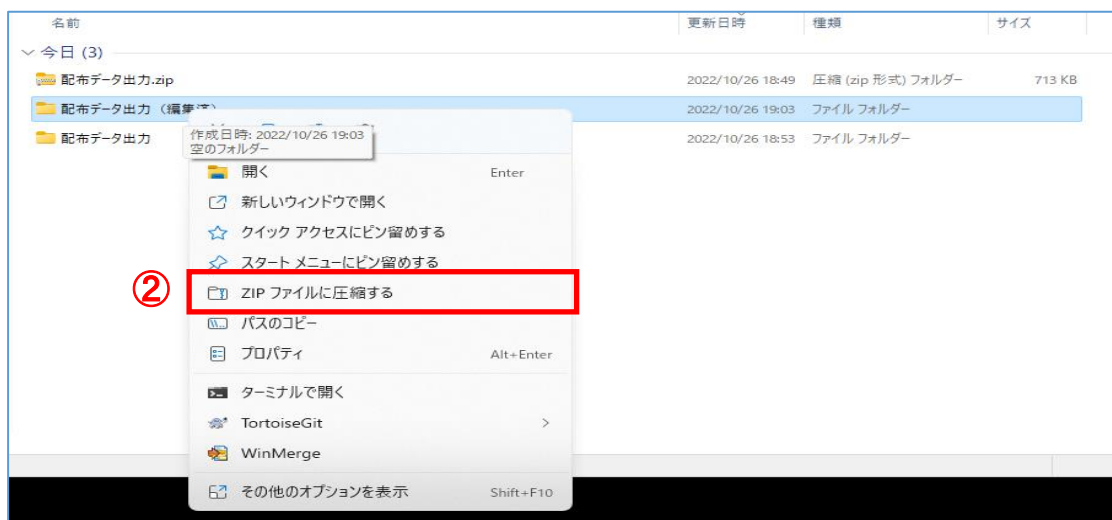 名前 更新日時 種類 サイズ
今日 (3)
配布データ出力.zip 2022/10/26 18:49 圧縮 (zip 形式) フォルダー 713 KB
配布データ出力 (編集済) 2022/10/26 19:03 ファイル フォルダー
配布データ出力 2022/10/26 18:53 ファイル フォルダー
作成日時: 2022/10/26 19:03
空のフォルダー
開く Enter
新しいウィンドウで開く
クイック アクセスにピン留めする
スタート メニューにピン留めする
② ZIP ファイルに圧縮する
パスのコピー
プロパティ Alt+Enter
ターミナルで開く
TortoiseGit
WinMerge
その他のオプションを表示 Shift+F10